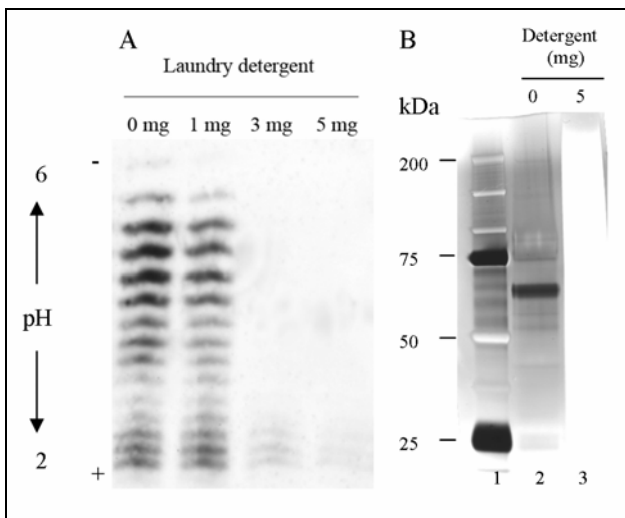 A
Laundry detergent
0 mg 1 mg 3 mg 5 mg
6
-
pH
2
+
B
Detergent
(mg)
0 5
kDa
200
75
50
25
1 2 3